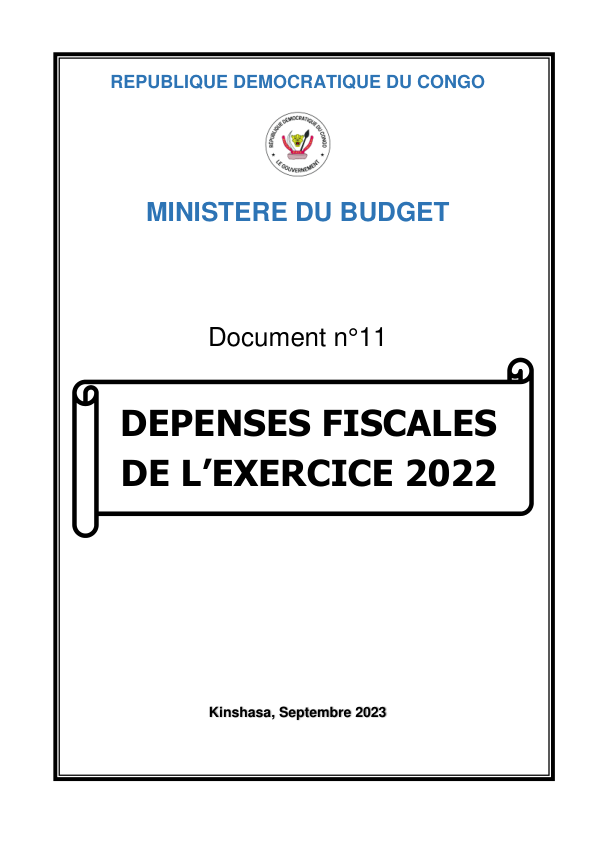 REPUBLIQUE DEMOCRATIQUE DU CONGO
REPUBLIQUE DEMOCRATIQUE DU CONGO
LE GOUVERNEMENT
MINISTERE DU BUDGET
Document n°11
DEPENSES FISCALES
DE L’EXERCICE 2022
Kinshasa, Septembre 2023